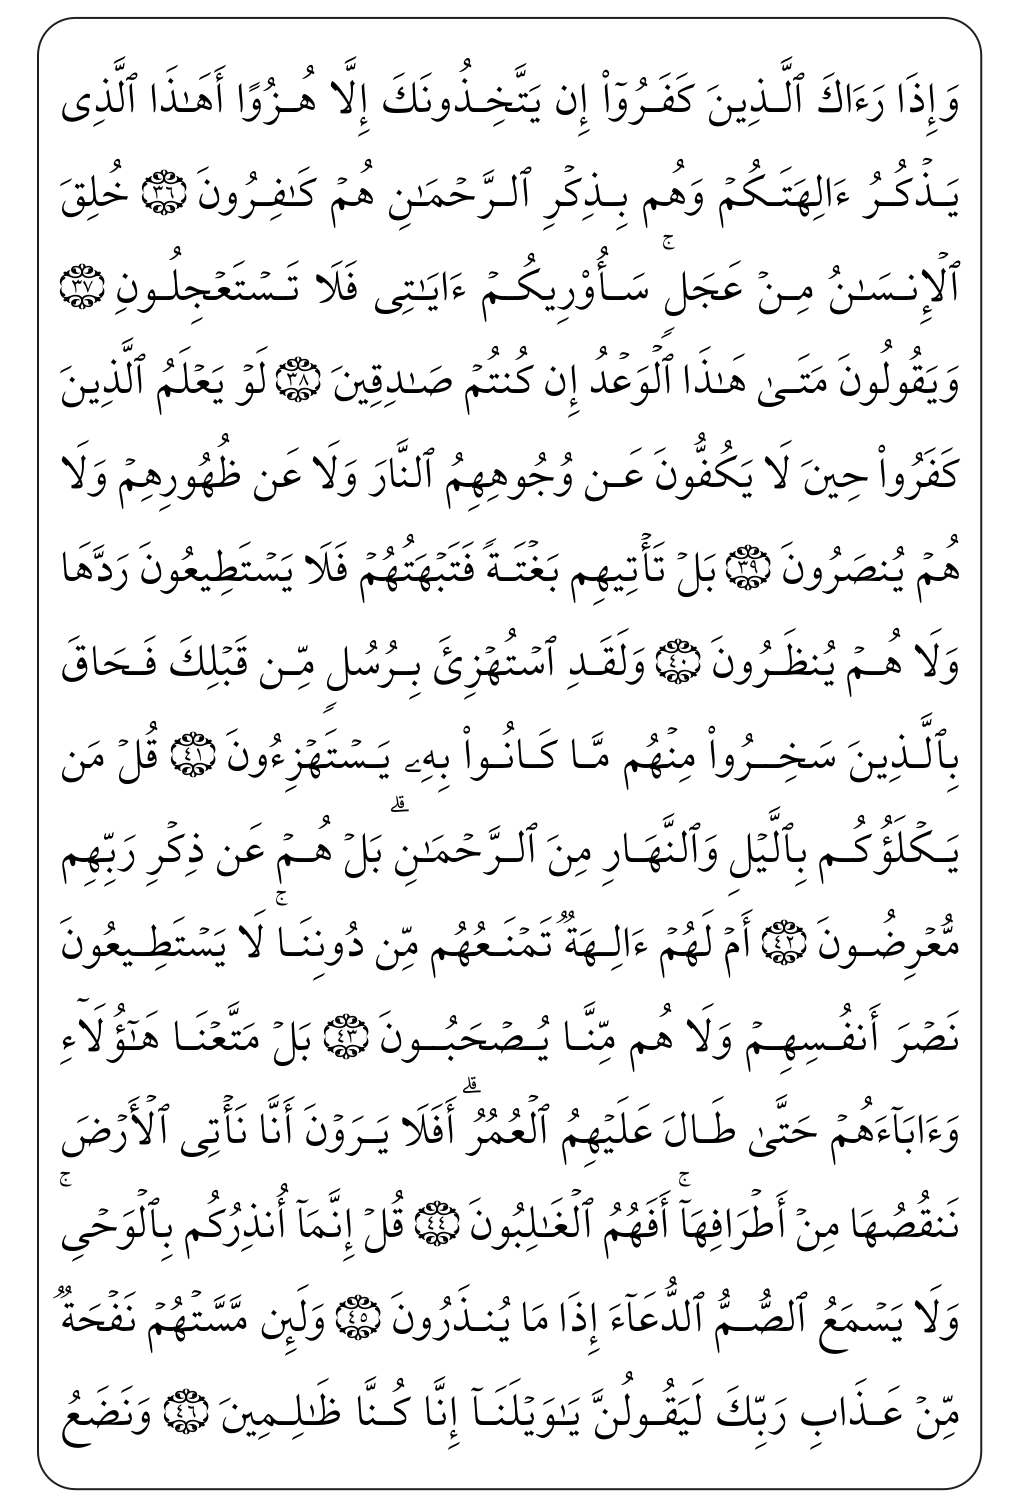 وَإِذَا رَءَاكَ ٱلَّذِينَ كَفَرُوٓا۟ إِن يَتَّخِذُونَكَ إِلَّا هُزُوًا أَهَـٰذَا ٱلَّذِى
يَذْكُرُ ءَالِهَتَكُمْ وَهُم بِذِكْرِ ٱلرَّحْمَـٰنِ هُمْ كَـٰفِرُونَ ٣٦ خُلِقَ
ٱلْإِنسَـٰنُ مِنْ عَجَلٍ ۚ سَأُو۟رِيكُمْ ءَايَـٰتِى فَلَا تَسْتَعْجِلُونِ ٣٧
وَيَقُولُونَ مَتَىٰ هَـٰذَا ٱلْوَعْدُ إِن كُنتُمْ صَـٰدِقِينَ ٣٨ لَوْ يَعْلَمُ ٱلَّذِينَ
كَفَرُوا۟ حِينَ لَا يَكُفُّونَ عَن وُجُوهِهِمُ ٱلنَّارَ وَلَا عَن ظُهُورِهِمْ وَلَا
هُمْ يُنصَرُونَ ٣٩ بَلْ تَأْتِيهِم بَغْتَةً فَتَبْهَتُهُمْ فَلَا يَسْتَطِيعُونَ رَدَّهَا
وَلَا هُمْ يُنظَرُونَ ٤٠ وَلَقَدِ ٱسْتُهْزِئَ بِرُسُلٍ مِّن قَبْلِكَ فَحَاقَ
بِٱلَّذِينَ سَخِرُوا۟ مِنْهُم مَّا كَانُوا۟ بِهِۦ يَسْتَهْزِءُونَ ٤١ قُلْ مَن
يَكْلَؤُكُم بِٱلَّيْلِ وَٱلنَّهَارِ مِنَ ٱلرَّحْمَـٰنِ ۗ بَلْ هُمْ عَن ذِكْرِ رَبِّهِم
مُّعْرِضُونَ ٤٢ أَمْ لَهُمْ ءَالِهَةٌ تَمْنَعُهُم مِّن دُونِنَا ۚ لَا يَسْتَطِيعُونَ
نَصْرَ أَنفُسِهِمْ وَلَا هُم مِّنَّا يُصْحَبُونَ ٤٣ بَلْ مَتَّعْنَا هَـٰٓؤُلَآءِ
وَءَابَآءَهُمْ حَتَّىٰ طَالَ عَلَيْهِمُ ٱلْعُمُرُ ۗ أَفَلَا يَرَوْنَ أَنَّا نَأْتِى ٱلْأَرْضَ
نَنقُصُهَا مِنْ أَطْرَافِهَآ ۚ أَفَهُمُ ٱلْغَـٰلِبُونَ ٤٤ قُلْ إِنَّمَآ أُنذِرُكُم بِٱلْوَحْىِ ۚ
وَلَا يَسْمَعُ ٱلصُّمُّ ٱلدُّعَآءَ إِذَا مَا يُنذَرُونَ ٤٥ وَلَئِن مَّسَّتْهُمْ نَفْحَةٌ
مِّنْ عَذَابِ رَبِّكَ لَيَقُولُنَّ يَـٰوَيْلَنَآ إِنَّا كُنَّا ظَـٰلِمِينَ ٤٦ وَنَضَعُ